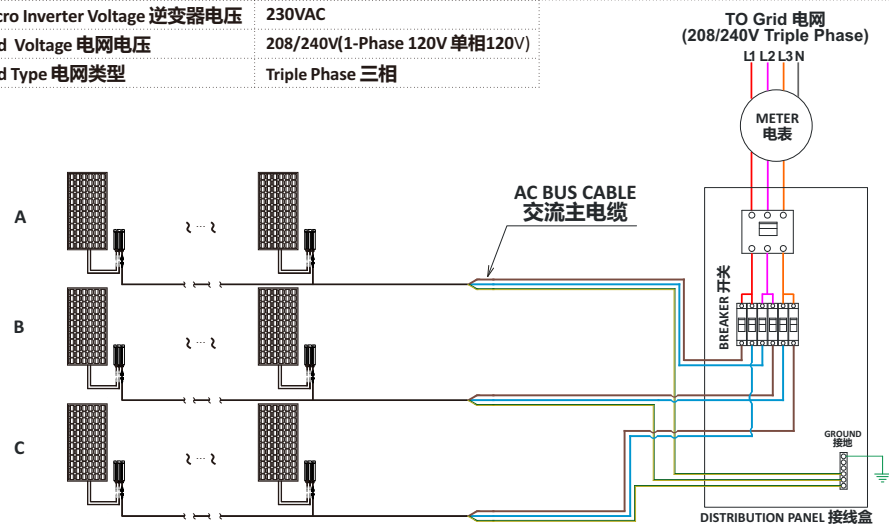 cro Inverter Voltage 逆变器电压 230VAC
d Voltage 电网电压 208/240V(1-Phase 120V 单相120V)
d Type 电网类型 Triple Phase 三相
TO Grid 电网
(208/240V Triple Phase)
L1 L2 L3 N
METER
电表
A
AC BUS CABLE
交流主电缆
BREAKER 开关
B
C
GROUND
接地
DISTRIBUTION PANEL 接线盒